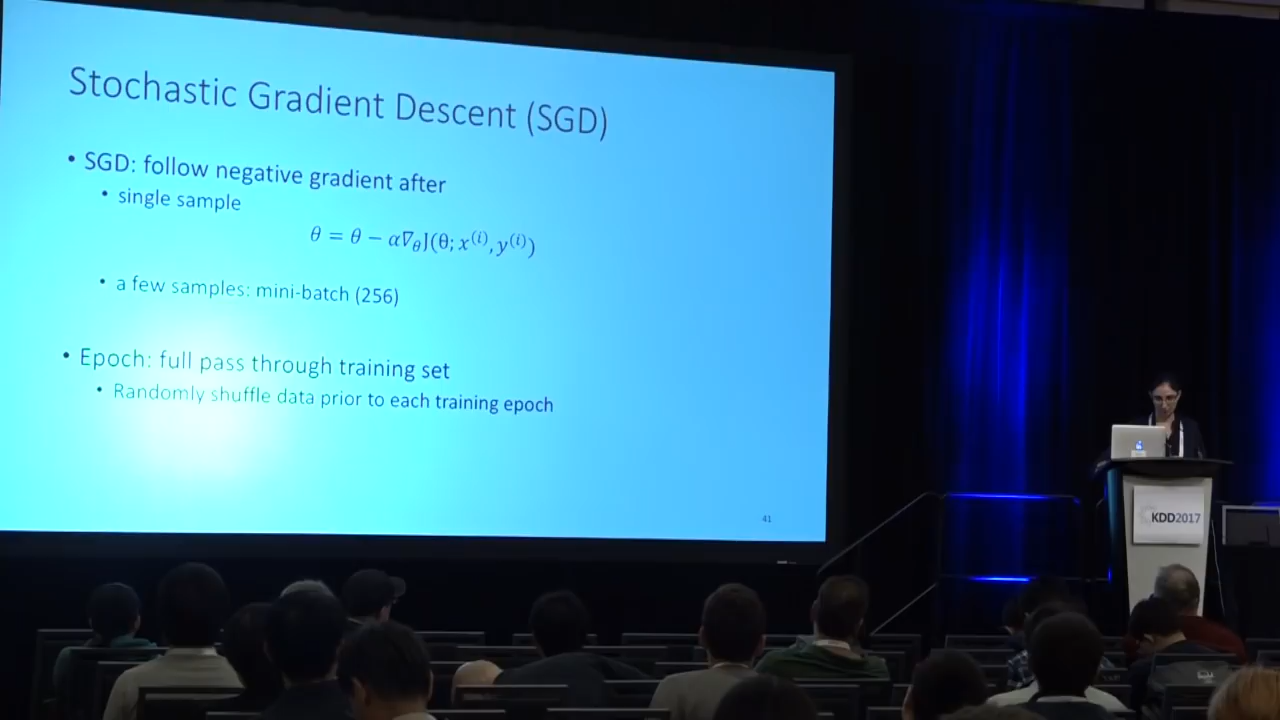 Stochastic Gradient Descent (SGD)
• SGD: follow negative gradient after
• single sample
θ = θ − α∇_θJ(θ; x^(i), y^(i))
• a few samples: mini-batch (256)
• Epoch: full pass through training set
• Randomly shuffle data prior to each training epoch
41
KDD2017